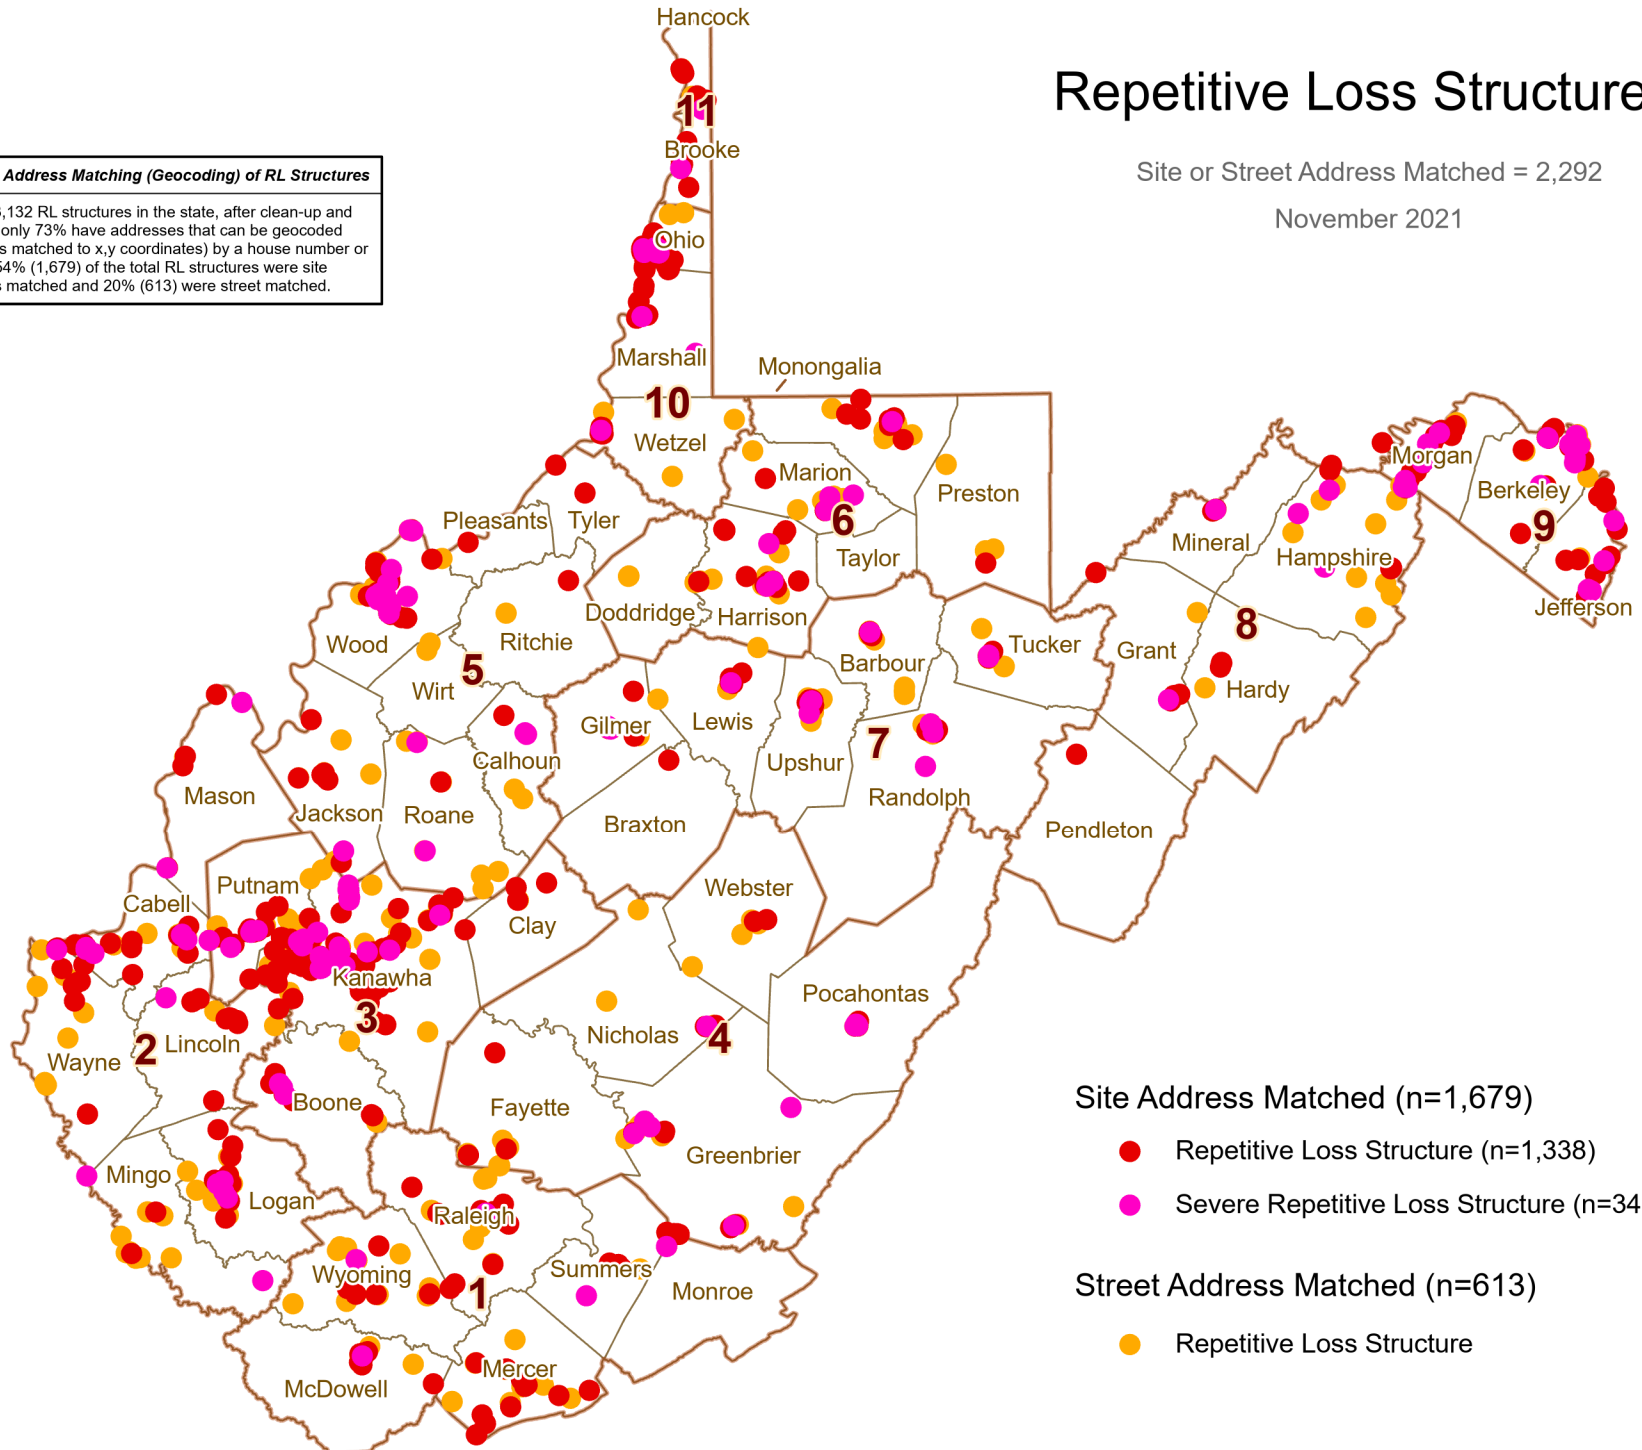 Repetitive Loss Structure
Site or Street Address Matched = 2,292
November 2021
Address Matching (Geocoding) of RL Structures
,132 RL structures in the state, after clean-up and
only 73% have addresses that can be geocoded
s matched to x,y coordinates) by a house number or
54% (1,679) of the total RL structures were site
s matched and 20% (613) were street matched.
Hancock
11
Brooke
Ohio
Marshall
Monongalia
10
Wetzel
Marion
Preston
Morgan
Berkeley
9
Pleasants
Tyler
6
Taylor
Mineral
Hampshire
Jefferson
Doddridge
Harrison
Wood
Ritchie
5
Wirt
Barbour
Tucker
Grant
8
Hardy
Gilmer
Lewis
Calhoun
Upshur
7
Randolph
Mason
Jackson
Roane
Braxton
Pendleton
Putnam
Webster
Cabell
Clay
Kanawha
3
Pocahontas
Nicholas
4
2
Lincoln
Wayne
Boone
Fayette
Greenbrier
Mingo
Logan
Raleigh
Wyoming
1
Summers
Monroe
Mercer
McDowell
Site Address Matched (n=1,679)
Repetitive Loss Structure (n=1,338)
Severe Repetitive Loss Structure (n=34
Street Address Matched (n=613)
Repetitive Loss Structure